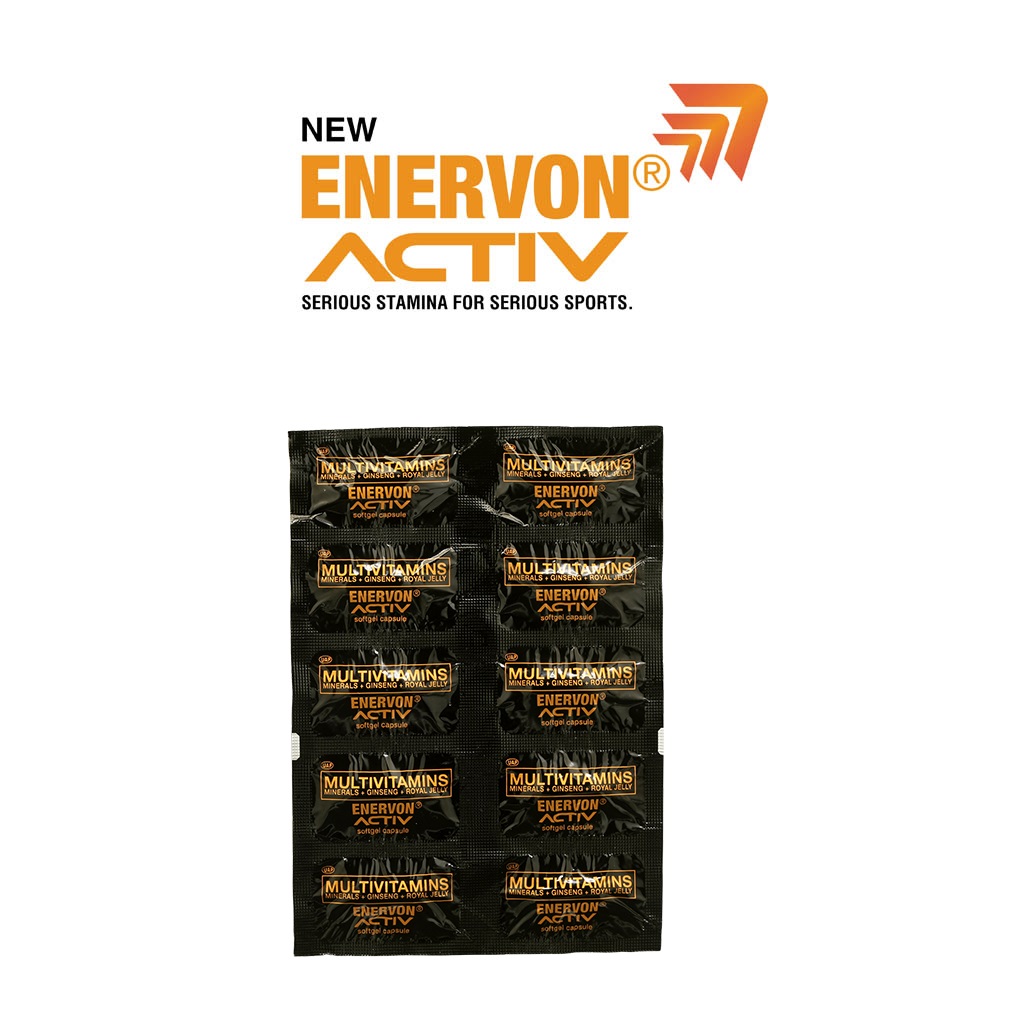 NEW
ENERVON®
ACTIV
SERIOUS STAMINA FOR SERIOUS SPORTS.
MULTIVITAMINS
MINERALS + GINSENG + ROYAL JELLY
ENERVON®
ACTIV
softgel capsule
MULTIVITAMINS
MINERALS + GINSENG + ROYAL JELLY
ENERVON®
ACTIV
softgel capsule
MULTIVITAMINS
MINERALS + GINSENG + ROYAL JELLY
ENERVON®
ACTIV
softgel capsule
MULTIVITAMINS
MINERALS + GINSENG + ROYAL JELLY
ENERVON®
ACTIV
softgel capsule
MULTIVITAMINS
MINERALS + GINSENG + ROYAL JELLY
ENERVON®
ACTIV
softgel capsule
MULTIVITAMINS
MINERALS + GINSENG + ROYAL JELLY
ENERVON®
ACTIV
softgel capsule
MULTIVITAMINS
MINERALS + GINSENG + ROYAL JELLY
ENERVON®
ACTIV
softgel capsule
MULTIVITAMINS
MINERALS + GINSENG + ROYAL JELLY
ENERVON®
ACTIV
softgel capsule
MULTIVITAMINS
MINERALS + GINSENG + ROYAL JELLY
ENERVON®
ACTIV
softgel capsule
MULTIVITAMINS
MINERALS + GINSENG + ROYAL JELLY
ENERVON®
ACTIV
softgel capsule